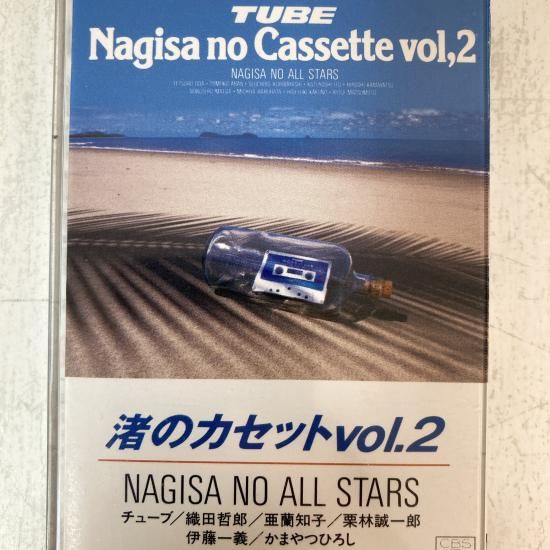 TUBE
Nagisa no Cassette vol,2
NAGISA NO ALL STARS
渚のカセットvol.2
NAGISA NO ALL STARS
チューブ/織田哲郎/亜蘭知子/栗林誠一郎
伊藤一義/かまやつひろし
CBS